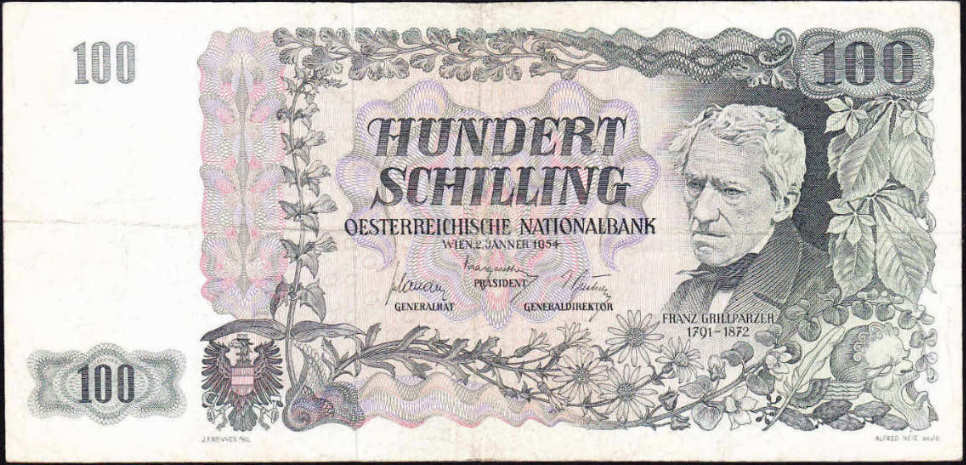 100
100
HUNDERT
SCHILLING
OESTERREICHISCHE NATIONALBANK
WIEN, 2. JÄNNER 1954
PRÄSIDENT
GENERALRAT GENERALDIREKTOR
FRANZ GRILLPARZER
1791–1872
100